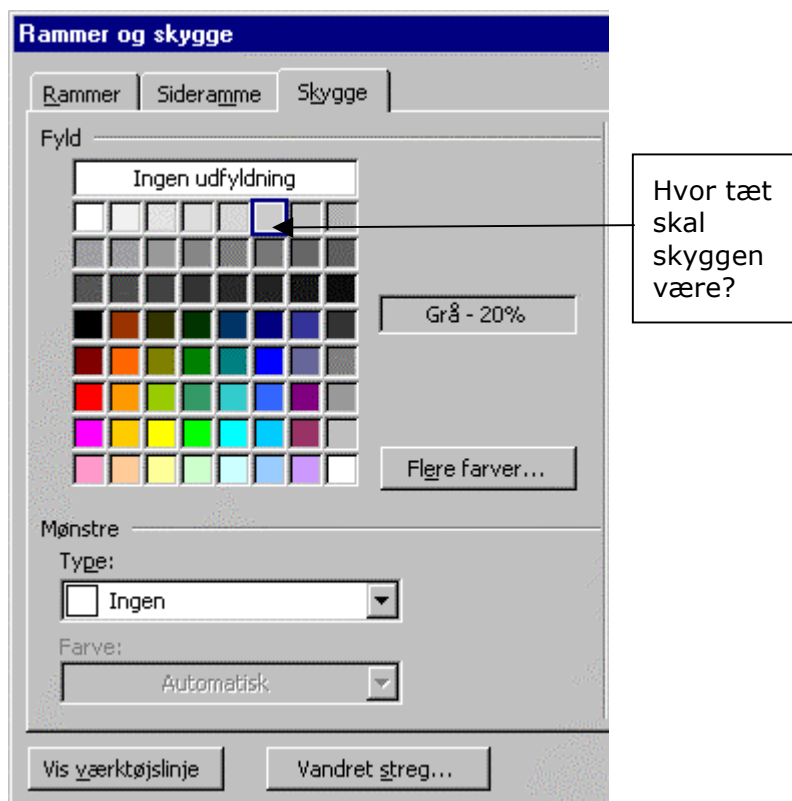 Rammer og skygge
Rammer
Sideramme
Skygge
Fyld
Ingen udfyldning
Grå - 20%
Flere farver...
Hvor tæt
skal
skyggen
være?
Mønstre
Type:
Ingen
Farve:
Automatisk
Vis værktøjslinje
Vandret streg...